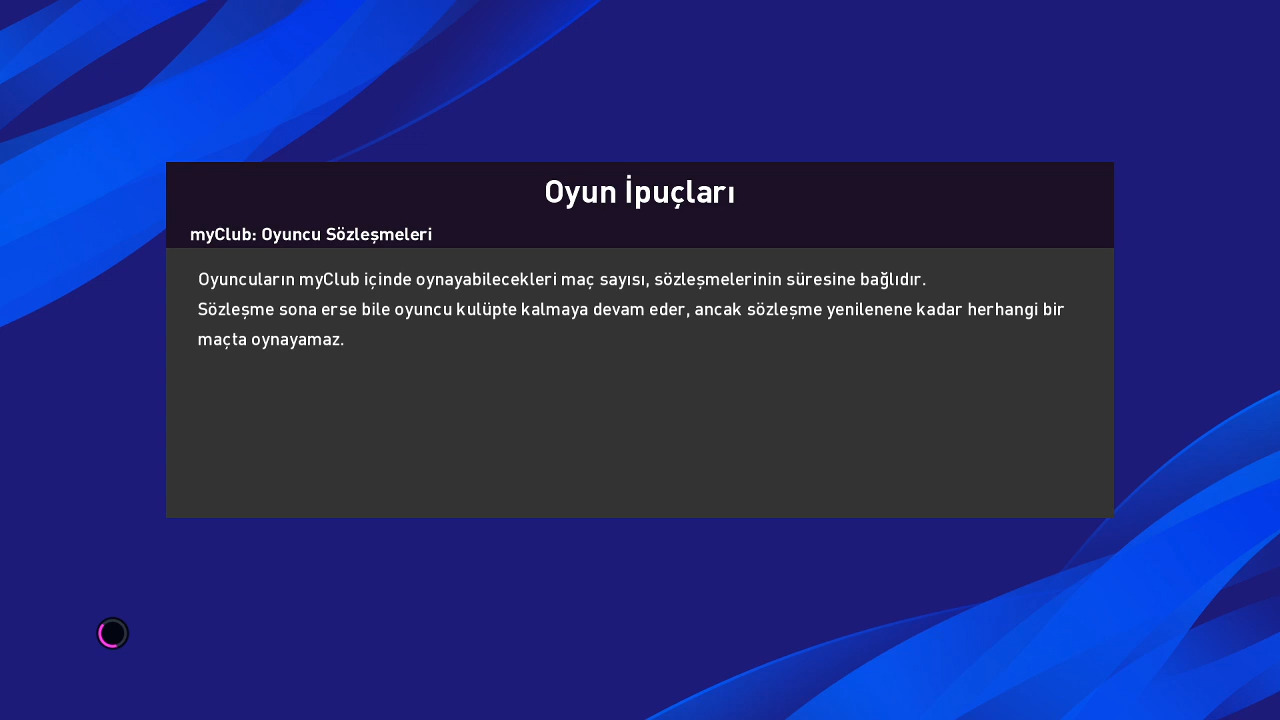 Oyun İpuçları
myClub: Oyuncu Sözleşmeleri
Oyuncuların myClub içinde oynayabilecekleri maç sayısı, sözleşmelerinin süresine bağlıdır.
Sözleşme sona erse bile oyuncu kulüpte kalmaya devam eder, ancak sözleşme yenilenene kadar herhangi bir
maçta oynayamaz.